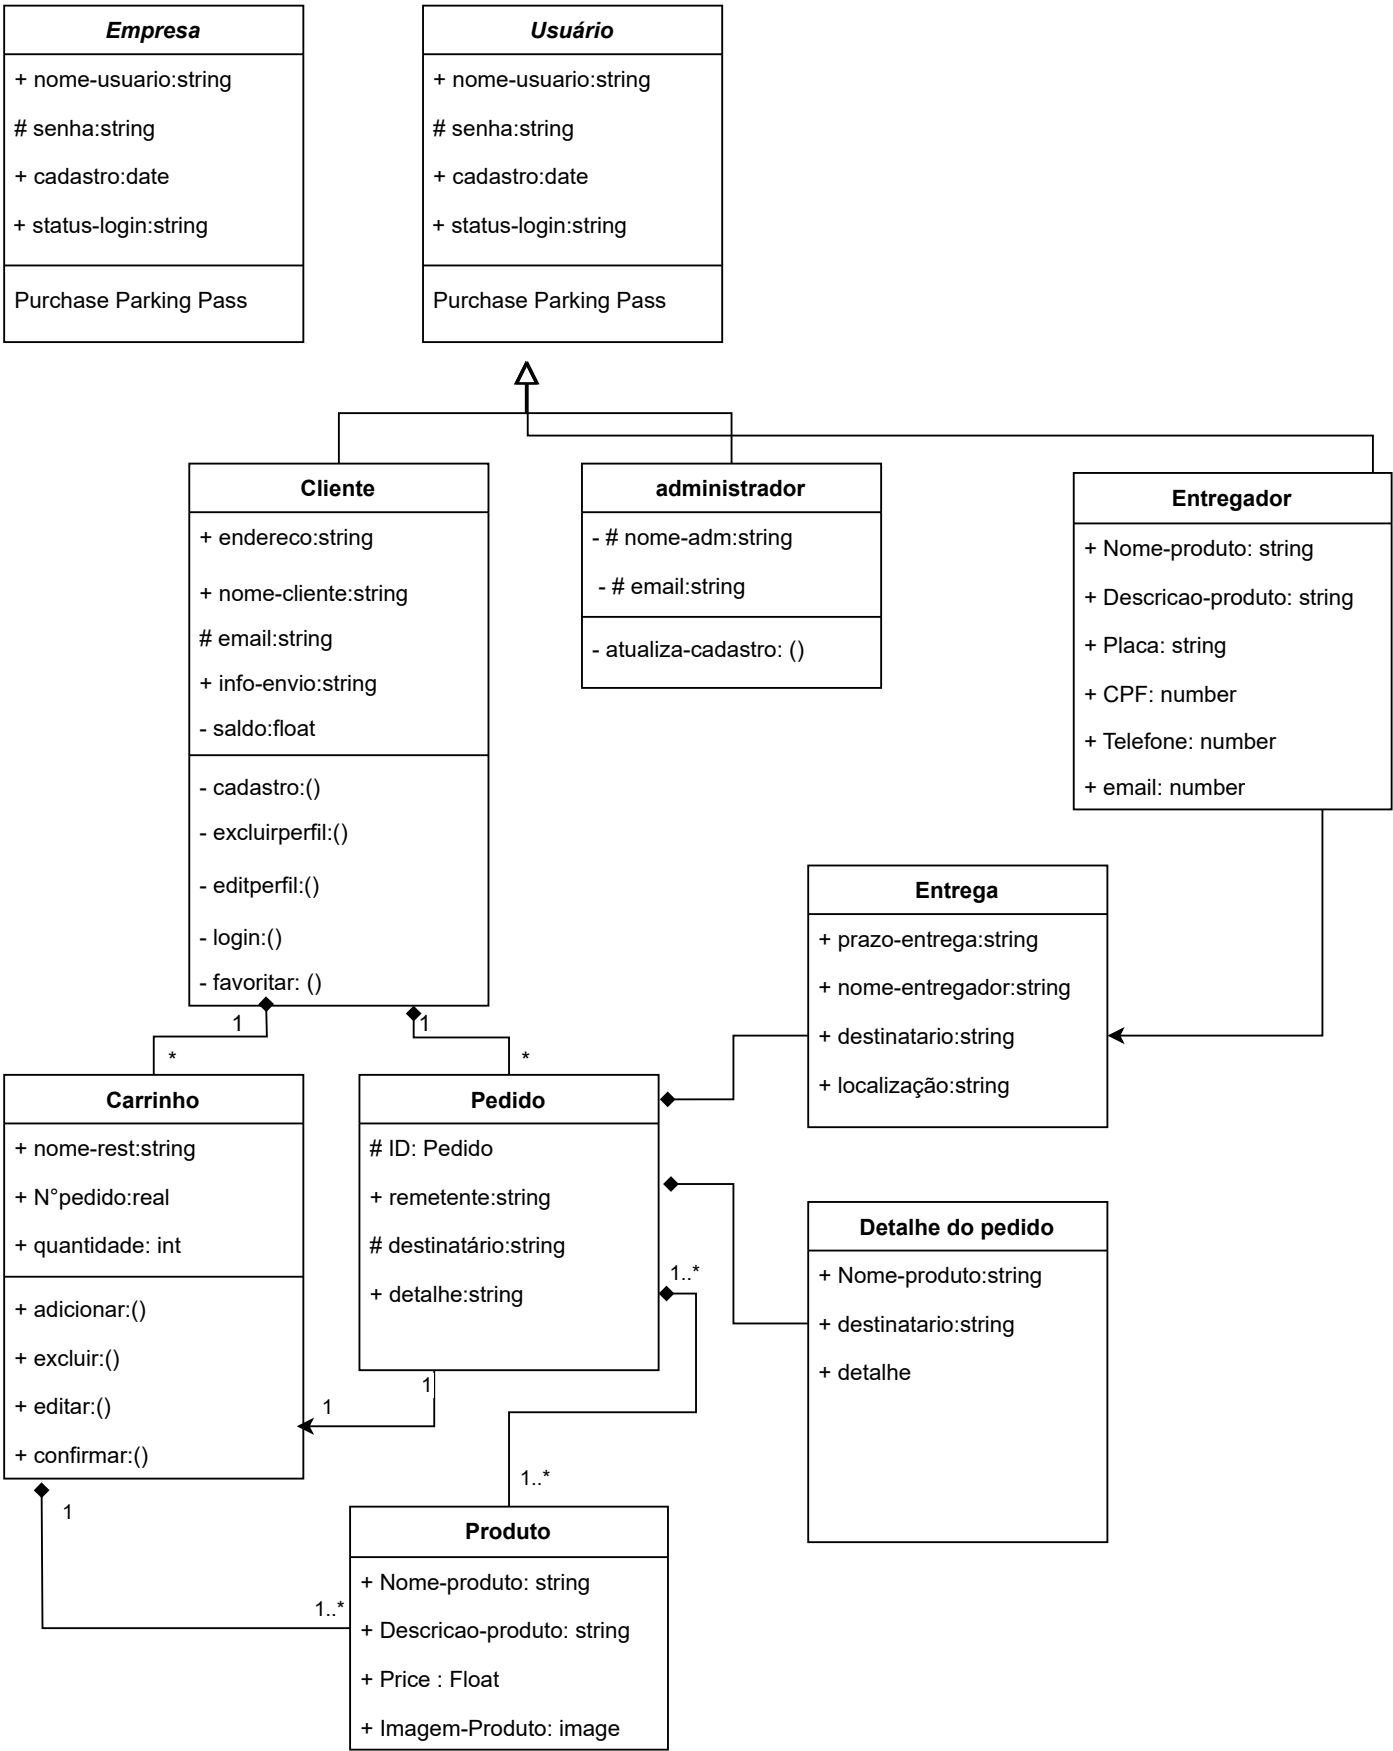 Empresa
+ nome-usuario:string
# senha:string
+ cadastro:date
+ status-login:string
Purchase Parking Pass
Usuário
+ nome-usuario:string
# senha:string
+ cadastro:date
+ status-login:string
Purchase Parking Pass
Cliente
+ endereco:string
+ nome-cliente:string
# email:string
+ info-envio:string
- saldo:float
- cadastro:()
- excluirperfil:()
- editperfil:()
- login:()
- favoritar: ()
administrador
- # nome-adm:string
- # email:string
- atualiza-cadastro: ()
Entregador
+ Nome-produto: string
+ Descricao-produto: string
+ Placa: string
+ CPF: number
+ Telefone: number
+ email: number
Entrega
+ prazo-entrega:string
+ nome-entregador:string
+ destinatario:string
+ localização:string
1
*
1
*
Carrinho
+ nome-rest:string
+ N°pedido:real
+ quantidade: int
+ adicionar:()
+ excluir:()
+ editar:()
+ confirmar:()
Pedido
# ID: Pedido
+ remetente:string
# destinatário:string
+ detalhe:string
1..*
1
1
Detalhe do pedido
+ Nome-produto:string
+ destinatario:string
+ detalhe
1..*
1
1..*
Produto
+ Nome-produto: string
+ Descricao-produto: string
+ Price : Float
+ Imagem-Produto: image